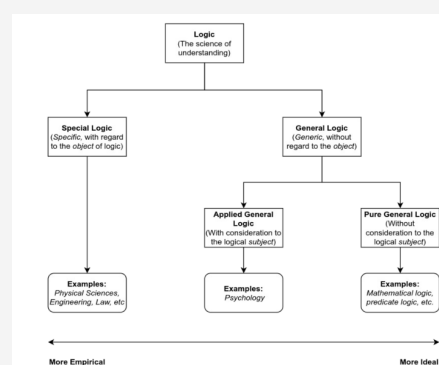 Logic
(The science of
understanding)
Special Logic
(Specific, with regard
to the object of logic)
General Logic
(Generic, without
regard to the object)
Applied General
Logic
(With consideration to
the logical subject)
Pure General Logic
(Without
consideration to the
logical subject)
Examples:
Physical Sciences,
Engineering, Law, etc
Examples:
Psychology
Examples:
Mathematical logic,
predicate logic, etc.
More Empirical
More Ideal